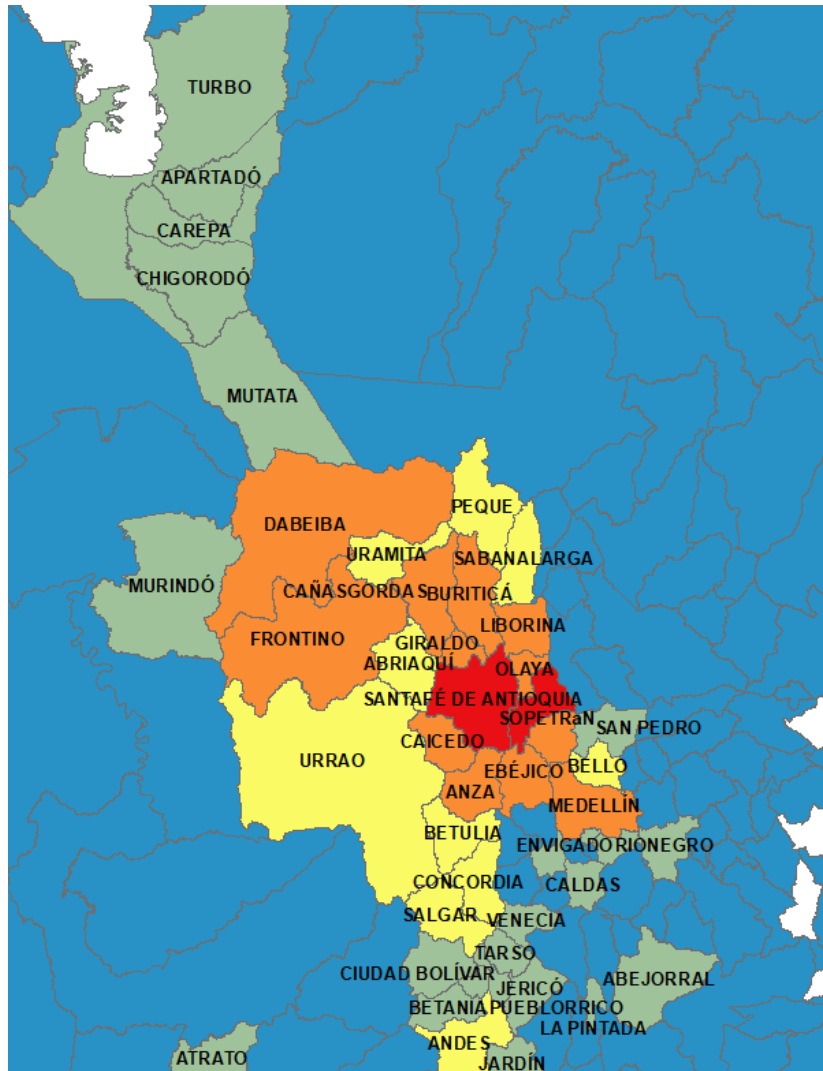 TURBO
APARTADÓ
CAREPA
CHIGORODÓ
MUTATA
PEQUE
DABEIBA
URAMITA
SABANALARGA
MURINDÓ
CAÑASGORDAS
BURITICÁ
LIBORINA
FRONTINO
GIRALDO
ABRIAQUÍ
OLAYA
SANTAFÉ DE ANTIOQUIA
SOPETRaN
SAN PEDRO
CAICEDO
URRAO
EBÉJICO
BELLO
ANZA
MEDELLÍN
BETULIA
ENVIGADO
RIONEGRO
CONCORDIA
CALDAS
SALGAR
VENECIA
TARSO
CIUDAD BOLÍVAR
ABEJORRAL
JERICÓ
BETANIA
PUEBLORRICO
LA PINTADA
ANDES
ATRATO
JARDÍN